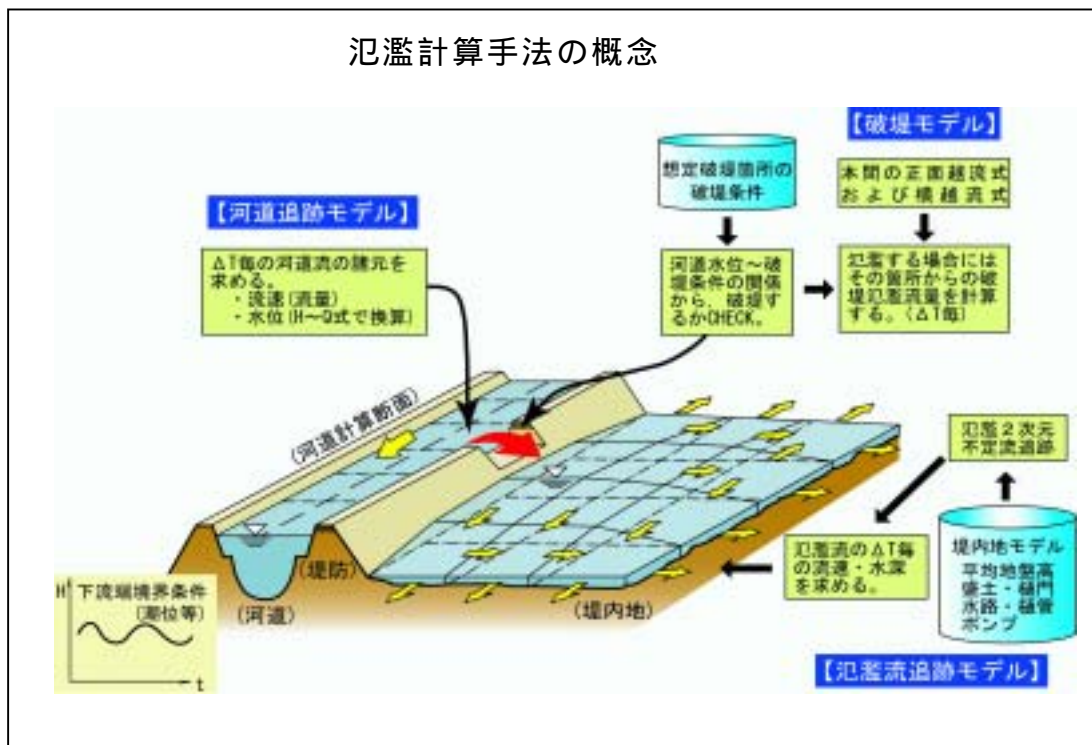 氾濫計算手法の概念
【破堤モデル】
想定破堤箇所の
破堤条件
本間の正面越流式
および横越流式
【河道追跡モデル】
ΔT毎の河道流の諸元を
求める。
・流速(流量)
・水位(H~Q式で換算)
河道水位~破
堤条件の関係
から、破堤す
るかCHECK。
氾濫する場合には
その箇所からの破
堤氾濫流量を計算
する。(ΔT毎)
(河道計算断面)
氾濫2次元
不定流追跡
氾濫流のΔT毎
の流速・水深
を求める。
堤内地モデル
平均地盤高
盛土・樋門
水路・樋管
ポンプ
(堤防)
(河道)
(堤内地)
H
下流端境界条件
(潮位等)
t
【氾濫流追跡モデル】